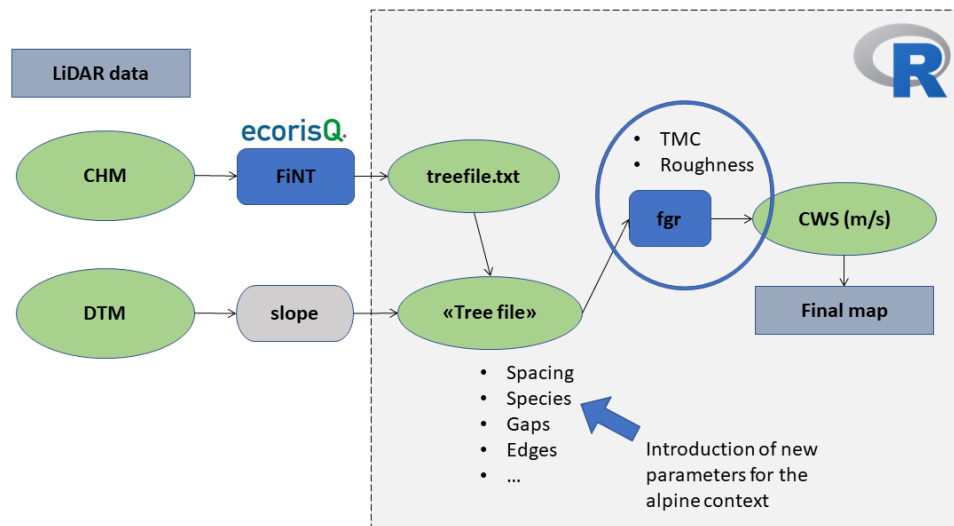 LiDAR data
R
ecorisQ
CHM
FiNT
treefile.txt
• TMC
• Roughness
fgr
CWS (m/s)
DTM
slope
«Tree file»
Final map
• Spacing
• Species
• Gaps
• Edges
• ...
Introduction of new
parameters for the
alpine context